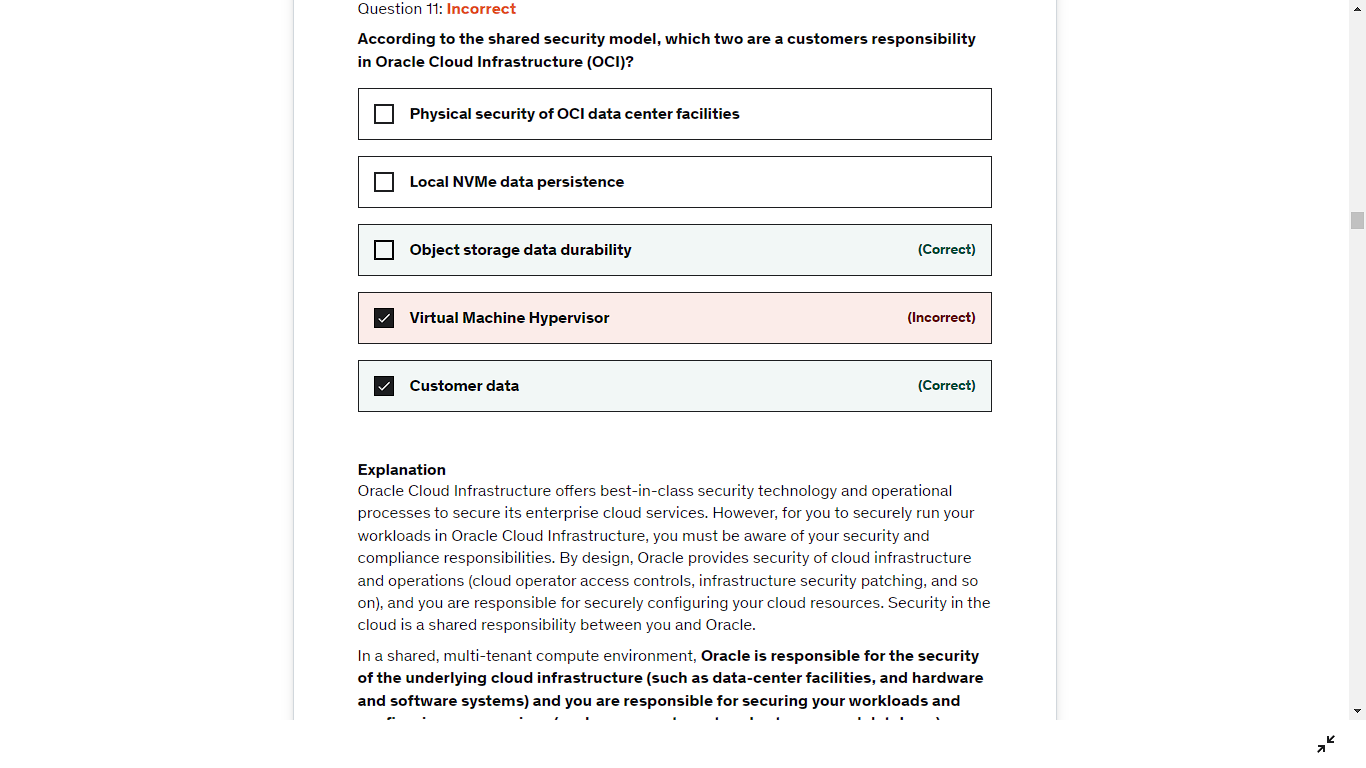 Question 11: Incorrect
According to the shared security model, which two are a customers responsibility
in Oracle Cloud Infrastructure (OCI)?
Physical security of OCI data center facilities
Local NVMe data persistence
Object storage data durability (Correct)
Virtual Machine Hypervisor (Incorrect)
Customer data (Correct)
Explanation
Oracle Cloud Infrastructure offers best-in-class security technology and operational
processes to secure its enterprise cloud services. However, for you to securely run your
workloads in Oracle Cloud Infrastructure, you must be aware of your security and
compliance responsibilities. By design, Oracle provides security of cloud infrastructure
and operations (cloud operator access controls, infrastructure security patching, and so
on), and you are responsible for securely configuring your cloud resources. Security in the
cloud is a shared responsibility between you and Oracle.
In a shared, multi-tenant compute environment, Oracle is responsible for the security
of the underlying cloud infrastructure (such as data-center facilities, and hardware
and software systems) and you are responsible for securing your workloads and